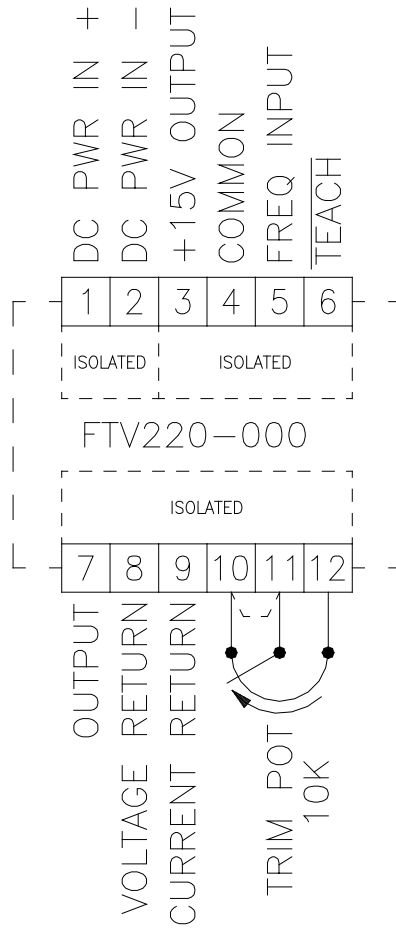 DC PWR IN +
DC PWR IN -
+15V OUTPUT
COMMON
FREQ INPUT
TEACH
1 2 3 4 5 6
ISOLATED ISOLATED
FTV220-000
ISOLATED
7 8 9 10 11 12
OUTPUT
VOLTAGE RETURN
CURRENT RETURN
TRIM POT
10K